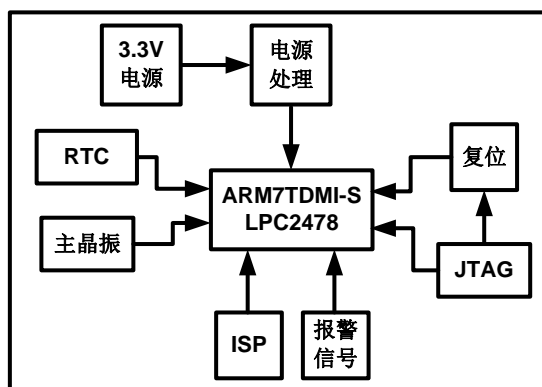 3.3V
电源
电源
处理
RTC
复位
ARM7TDMI-S
LPC2478
主晶振
JTAG
ISP
报警
信号